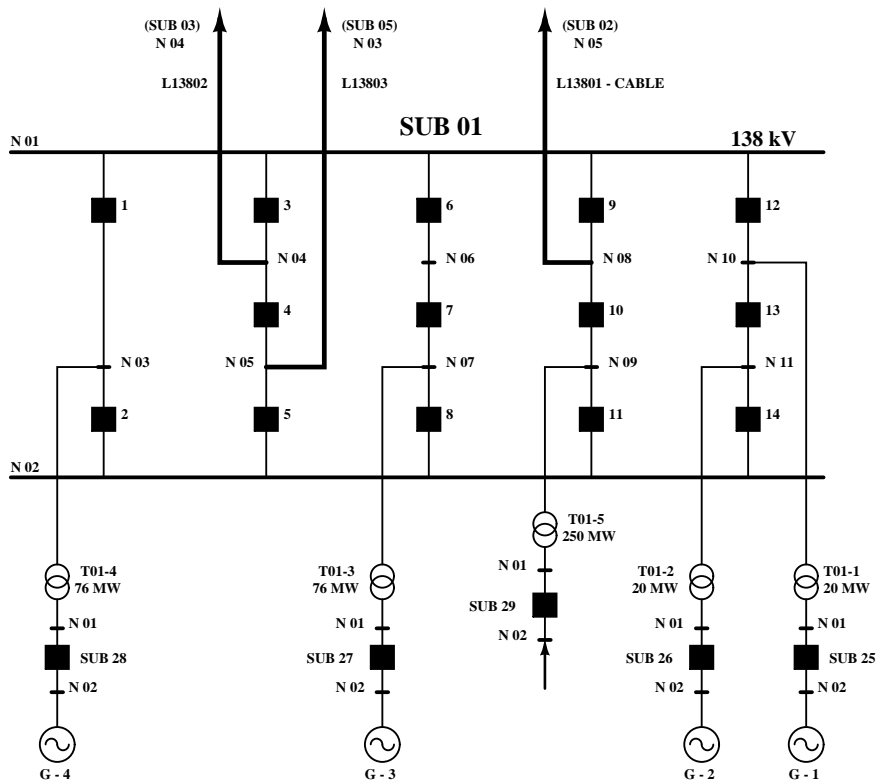 (SUB 03)
N 04
(SUB 05)
N 03
(SUB 02)
N 05
L13802
L13803
L13801 - CABLE
SUB 01
N 01
138 kV
1
3
6
9
12
N 04
N 06
N 08
N 10
4
7
10
13
N 03
N 05
N 07
N 09
N 11
2
5
8
11
14
N 02
T01-5
250 MW
T01-4
76 MW
T01-3
76 MW
N 01
T01-2
20 MW
T01-1
20 MW
SUB 29
N 01
N 01
N 01
N 01
N 02
SUB 28
SUB 27
SUB 26
SUB 25
N 02
N 02
N 02
N 02
G - 4
G - 3
G - 2
G - 1